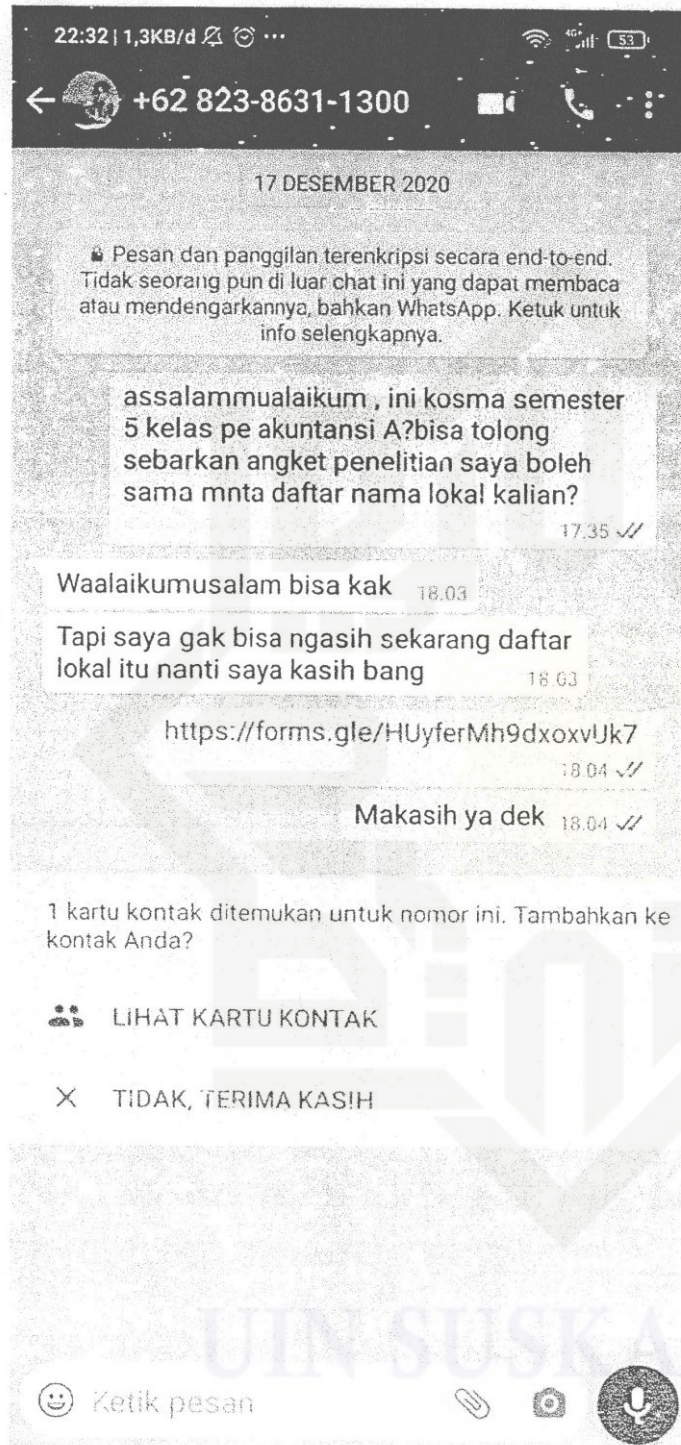 22:32 | 1,3KB/d ...
4G 53
+62 823-8631-1300
17 DESEMBER 2020
Pesan dan panggilan terenkripsi secara end-to-end.
Tidak seorang pun di luar chat ini yang dapat membaca
atau mendengarkannya, bahkan WhatsApp. Ketuk untuk
info selengkapnya.
assalammualaikum , ini kosma semester
5 kelas pe akuntansi A?bisa tolong
sebarkan angket penelitian saya boleh
sama mnta daftar nama lokal kalian?
17.35
Waalaikumusalam bisa kak 18.03
Tapi saya gak bisa ngasih sekarang daftar
lokal itu nanti saya kasih bang 18.03
https://forms.gle/HUyferMh9dxoxvUk7
18.04
Makasih ya dek 18.04
1 kartu kontak ditemukan untuk nomor ini. Tambahkan ke
kontak Anda?
LIHAT KARTU KONTAK
TIDAK, TERIMA KASIH
UIN SUSKA
Ketik pesan